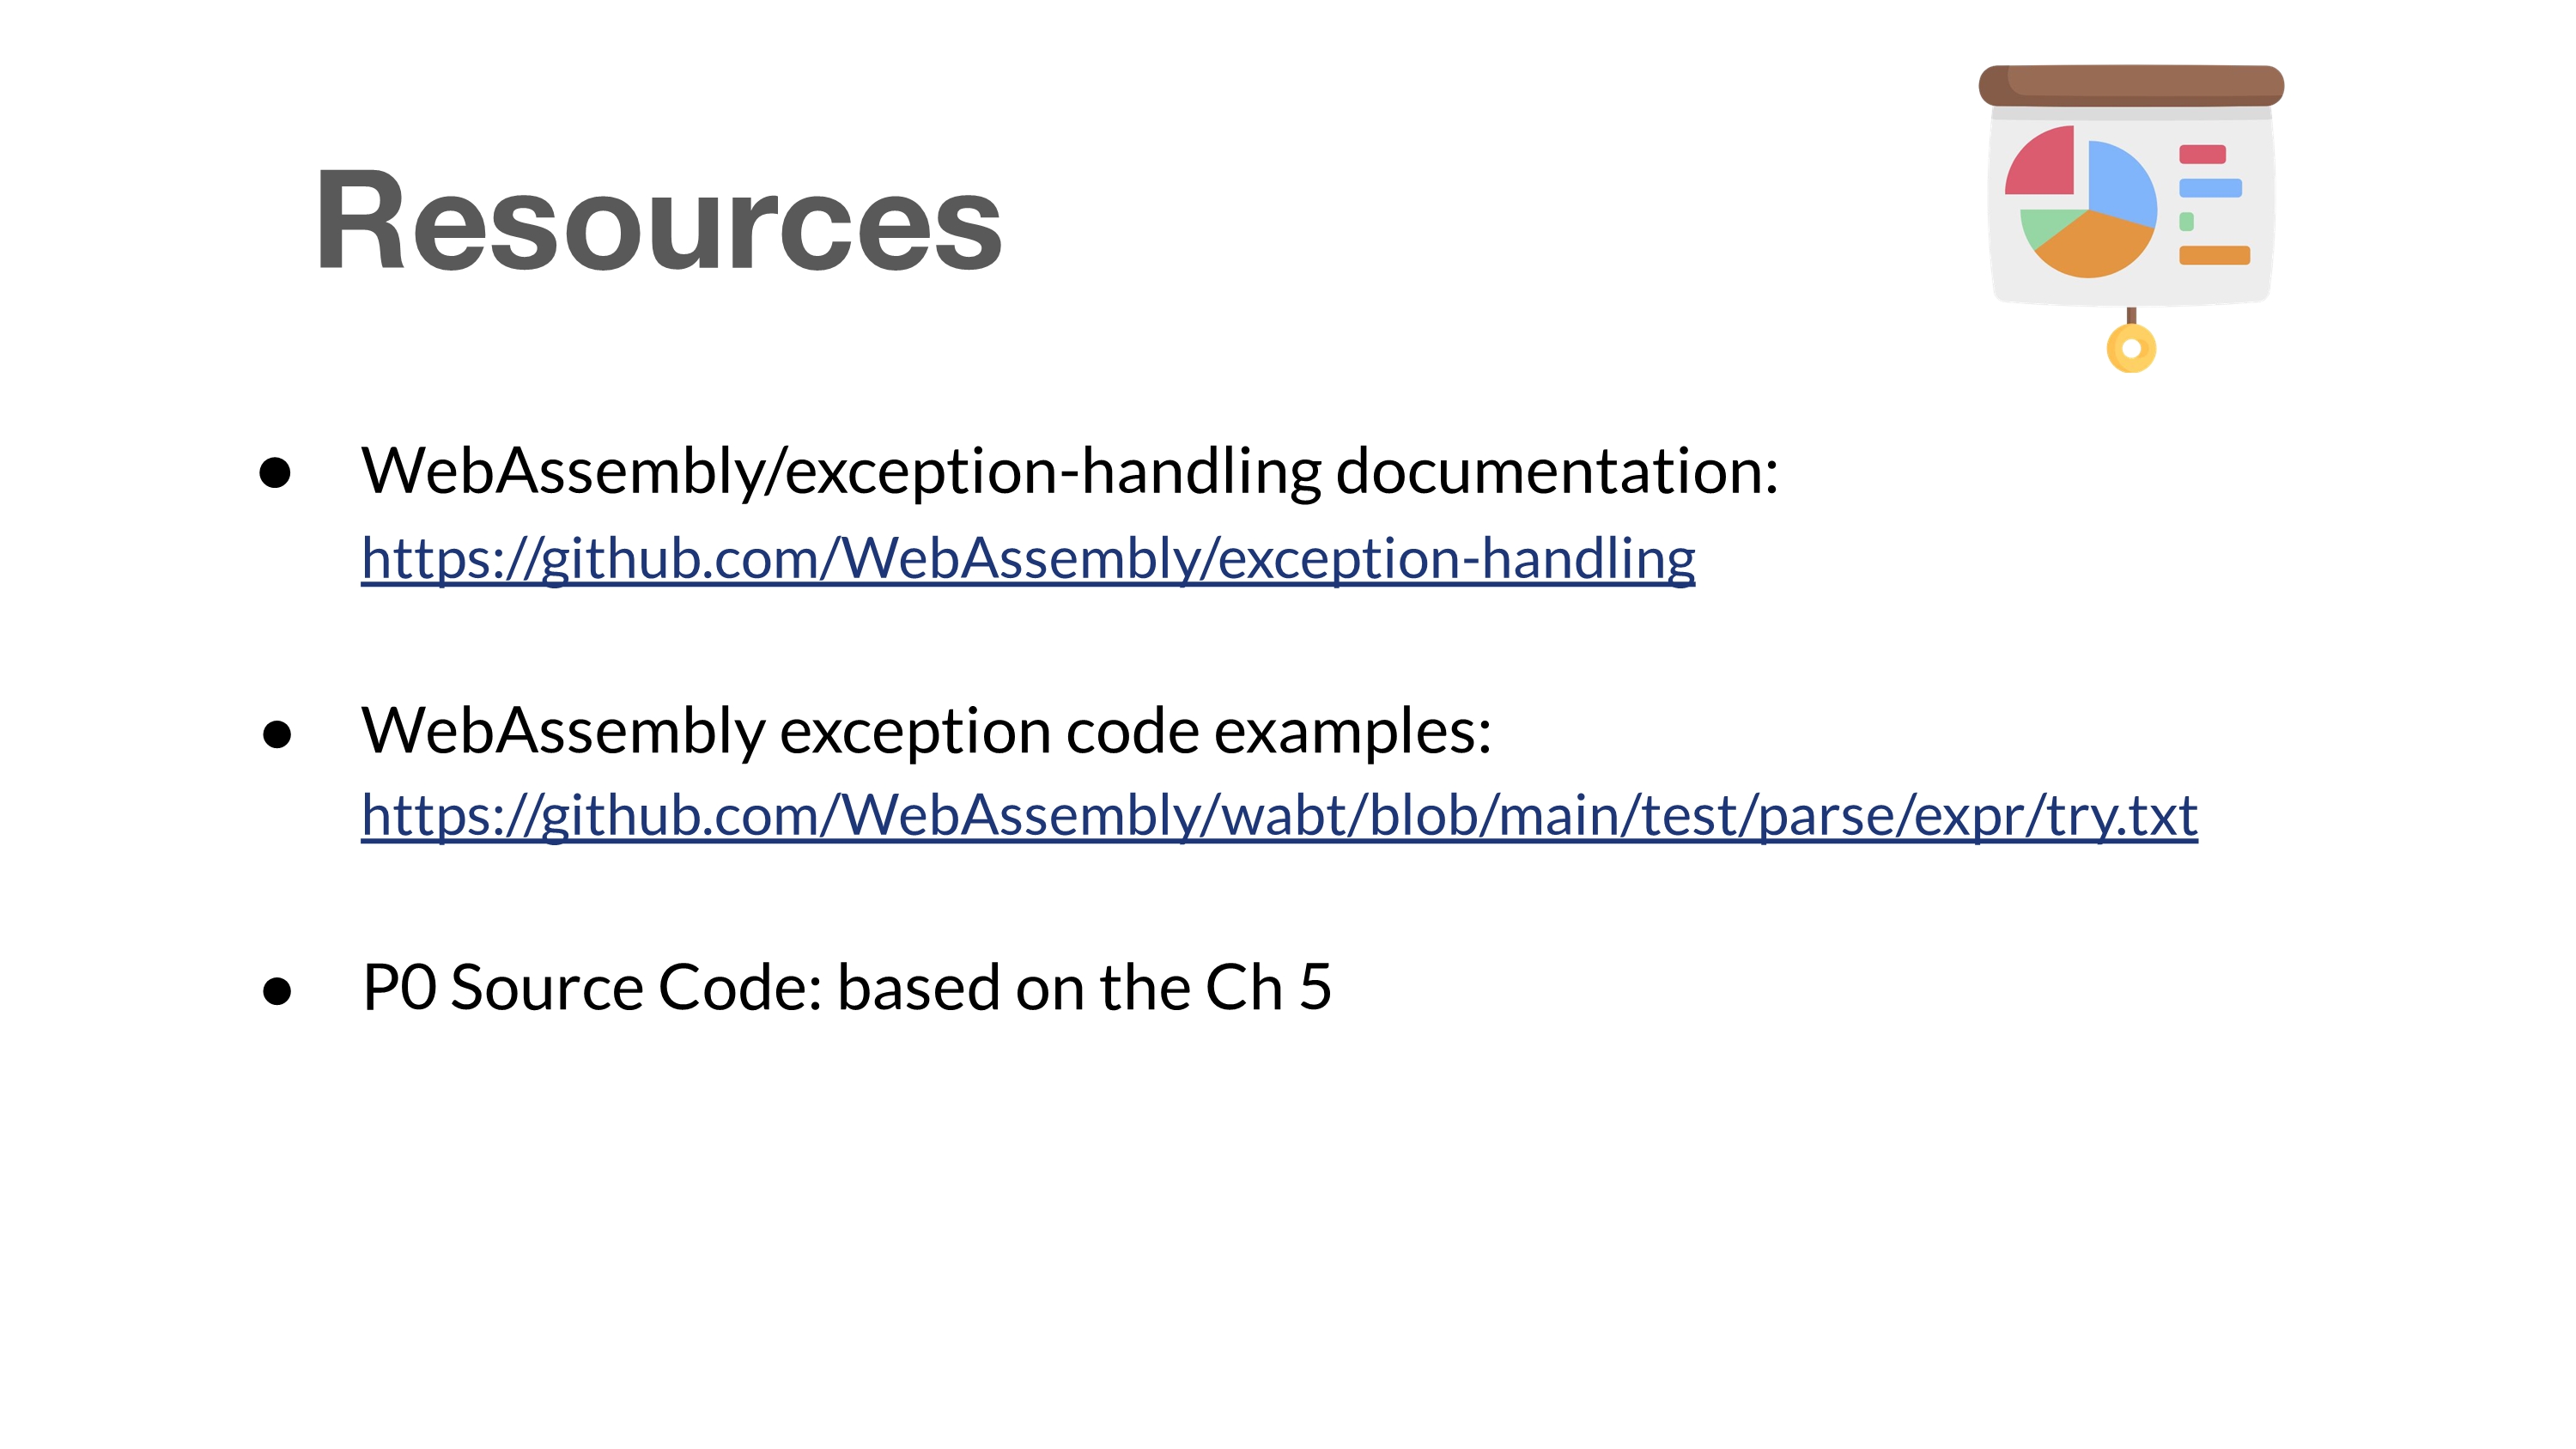 Resources
● WebAssembly/exception-handling documentation:
https://github.com/WebAssembly/exception-handling
● WebAssembly exception code examples:
https://github.com/WebAssembly/wabt/blob/main/test/parse/expr/try.txt
● P0 Source Code: based on the Ch 5